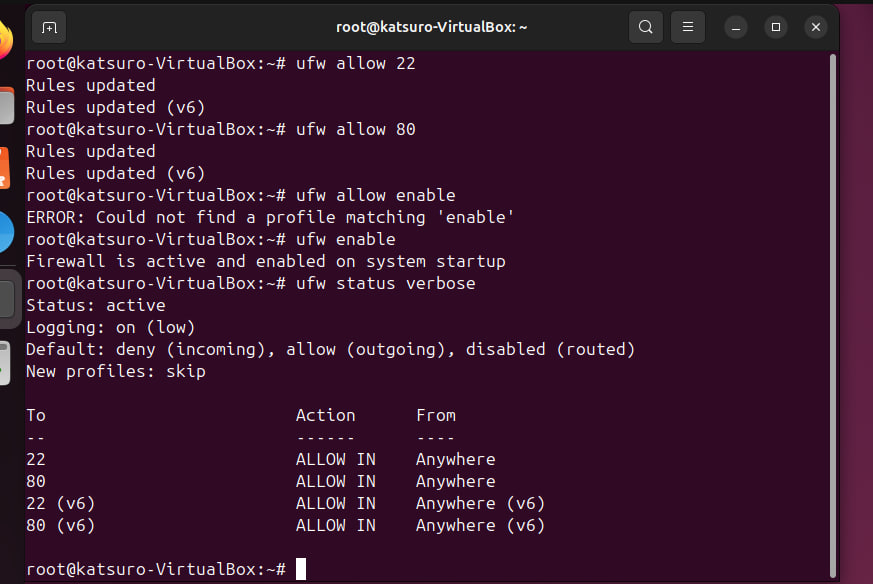 root@katsuro-VirtualBox: ~
root@katsuro-VirtualBox:~# ufw allow 22
Rules updated
Rules updated (v6)
root@katsuro-VirtualBox:~# ufw allow 80
Rules updated
Rules updated (v6)
root@katsuro-VirtualBox:~# ufw allow enable
ERROR: Could not find a profile matching 'enable'
root@katsuro-VirtualBox:~# ufw enable
Firewall is active and enabled on system startup
root@katsuro-VirtualBox:~# ufw status verbose
Status: active
Logging: on (low)
Default: deny (incoming), allow (outgoing), disabled (routed)
New profiles: skip
To                         Action      From
--                         ------      ----
22                         ALLOW IN    Anywhere
80                         ALLOW IN    Anywhere
22 (v6)                    ALLOW IN    Anywhere (v6)
80 (v6)                    ALLOW IN    Anywhere (v6)
root@katsuro-VirtualBox:~#